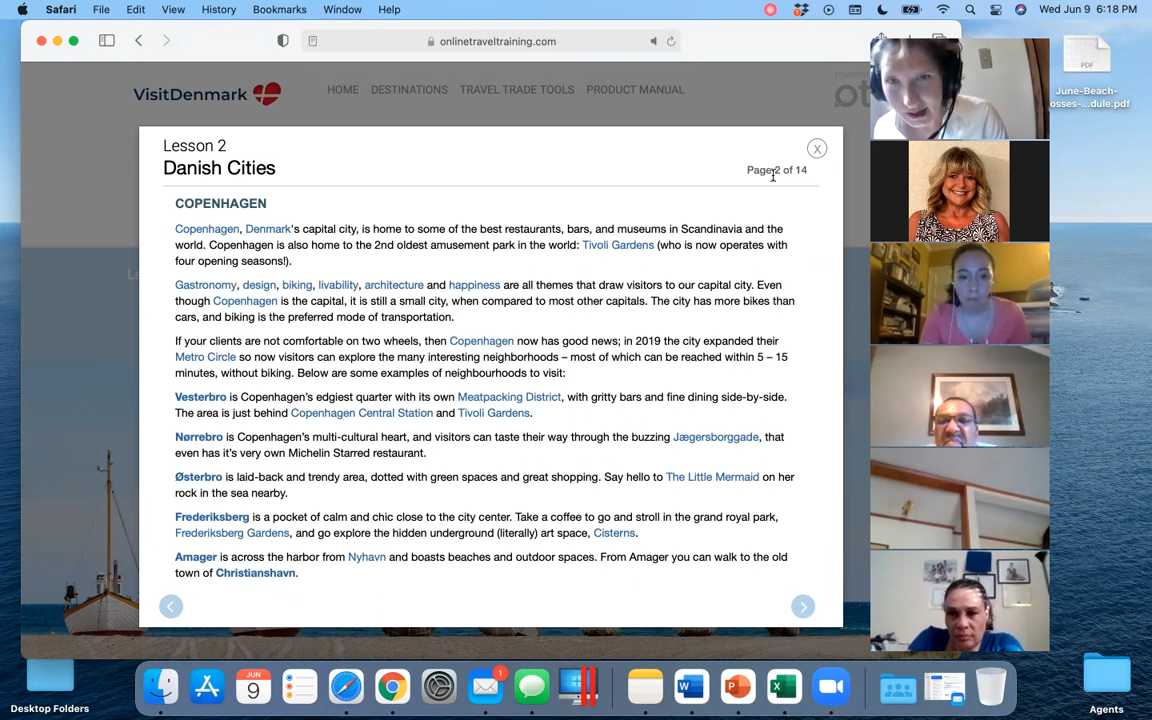 Safari File Edit View History Bookmarks Window Help
Wed Jun 9 6:18 PM
onlinetraveltraining.com
VisitDenmark
HOME DESTINATIONS TRAVEL TRADE TOOLS PRODUCT MANUAL
powered
ot
PDF
June-Beach-
osses-...dule.pdf
Lesson 2
Danish Cities
Page 2 of 14
X
COPENHAGEN
Copenhagen, Denmark's capital city, is home to some of the best restaurants, bars, and museums in Scandinavia and the
world. Copenhagen is also home to the 2nd oldest amusement park in the world: Tivoli Gardens (who is now operates with
four opening seasons!).
Gastronomy, design, biking, livability, architecture and happiness are all themes that draw visitors to our capital city. Even
though Copenhagen is the capital, it is still a small city, when compared to most other capitals. The city has more bikes than
cars, and biking is the preferred mode of transportation.
If your clients are not comfortable on two wheels, then Copenhagen now has good news; in 2019 the city expanded their
Metro Circle so now visitors can explore the many interesting neighborhoods – most of which can be reached within 5 – 15
minutes, without biking. Below are some examples of neighbourhoods to visit:
Vesterbro is Copenhagen's edgiest quarter with its own Meatpacking District, with gritty bars and fine dining side-by-side.
The area is just behind Copenhagen Central Station and Tivoli Gardens.
Nørrebro is Copenhagen's multi-cultural heart, and visitors can taste their way through the buzzing Jægersborggade, that
even has it's very own Michelin Starred restaurant.
Østerbro is laid-back and trendy area, dotted with green spaces and great shopping. Say hello to The Little Mermaid on her
rock in the sea nearby.
Frederiksberg is a pocket of calm and chic close to the city center. Take a coffee to go and stroll in the grand royal park,
Frederiksberg Gardens, and go explore the hidden underground (literally) art space, Cisterns.
Amager is across the harbor from Nyhavn and boasts beaches and outdoor spaces. From Amager you can walk to the old
town of Christianshavn.
JUN
9
1
W
P
X
Desktop Folders
Agents